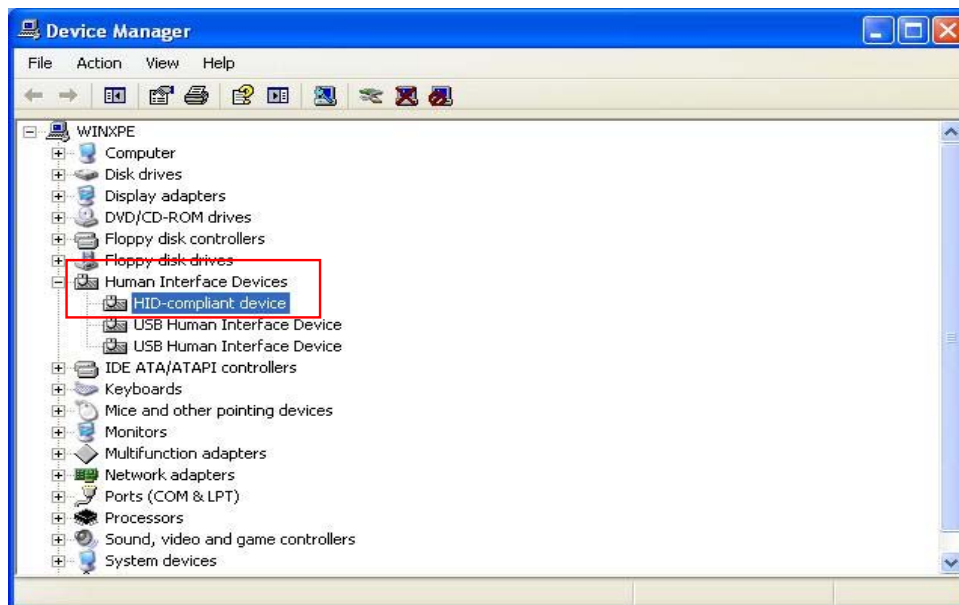 Device Manager
File Action View Help
WINXPE
Computer
Disk drives
Display adapters
DVD/CD-ROM drives
Floppy disk controllers
Floppy disk drives
Human Interface Devices
HID-compliant device
USB Human Interface Device
USB Human Interface Device
IDE ATA/ATAPI controllers
Keyboards
Mice and other pointing devices
Monitors
Multifunction adapters
Network adapters
Ports (COM & LPT)
Processors
Sound, video and game controllers
System devices